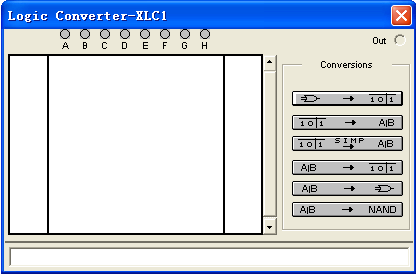 Logic Converter-XLC1
A B C D E F G H
Out
Conversions
→ 1 0 1
1 0 1 → A|B
1 0 1 SIMP → A|B
A|B → 1 0 1
A|B →
A|B → NAND